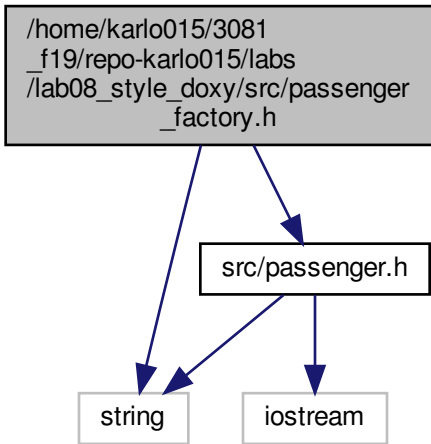 /home/karlo015/3081
_f19/repo-karlo015/labs
/lab08_style_doxy/src/passenger
_factory.h
src/passenger.h
string
iostream